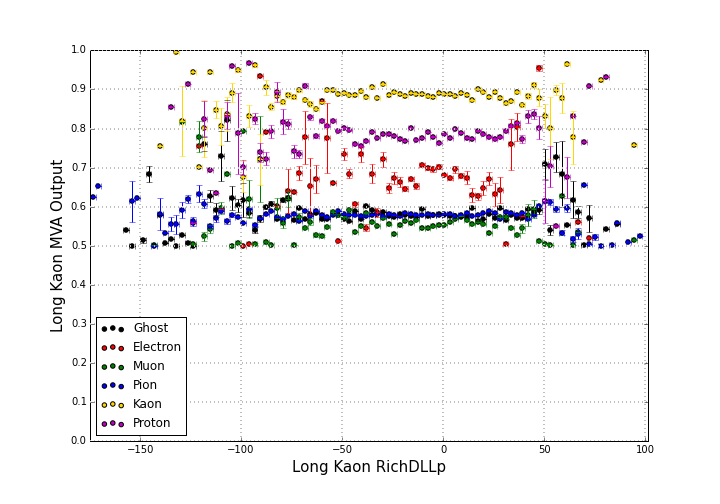 1.0
0.9
0.8
0.7
0.6
0.5
0.4
0.3
0.2
0.1
0.0
Long Kaon MVA Output
Ghost
Electron
Muon
Pion
Kaon
Proton
−150 −100 −50 0 50 100
Long Kaon RichDLLp